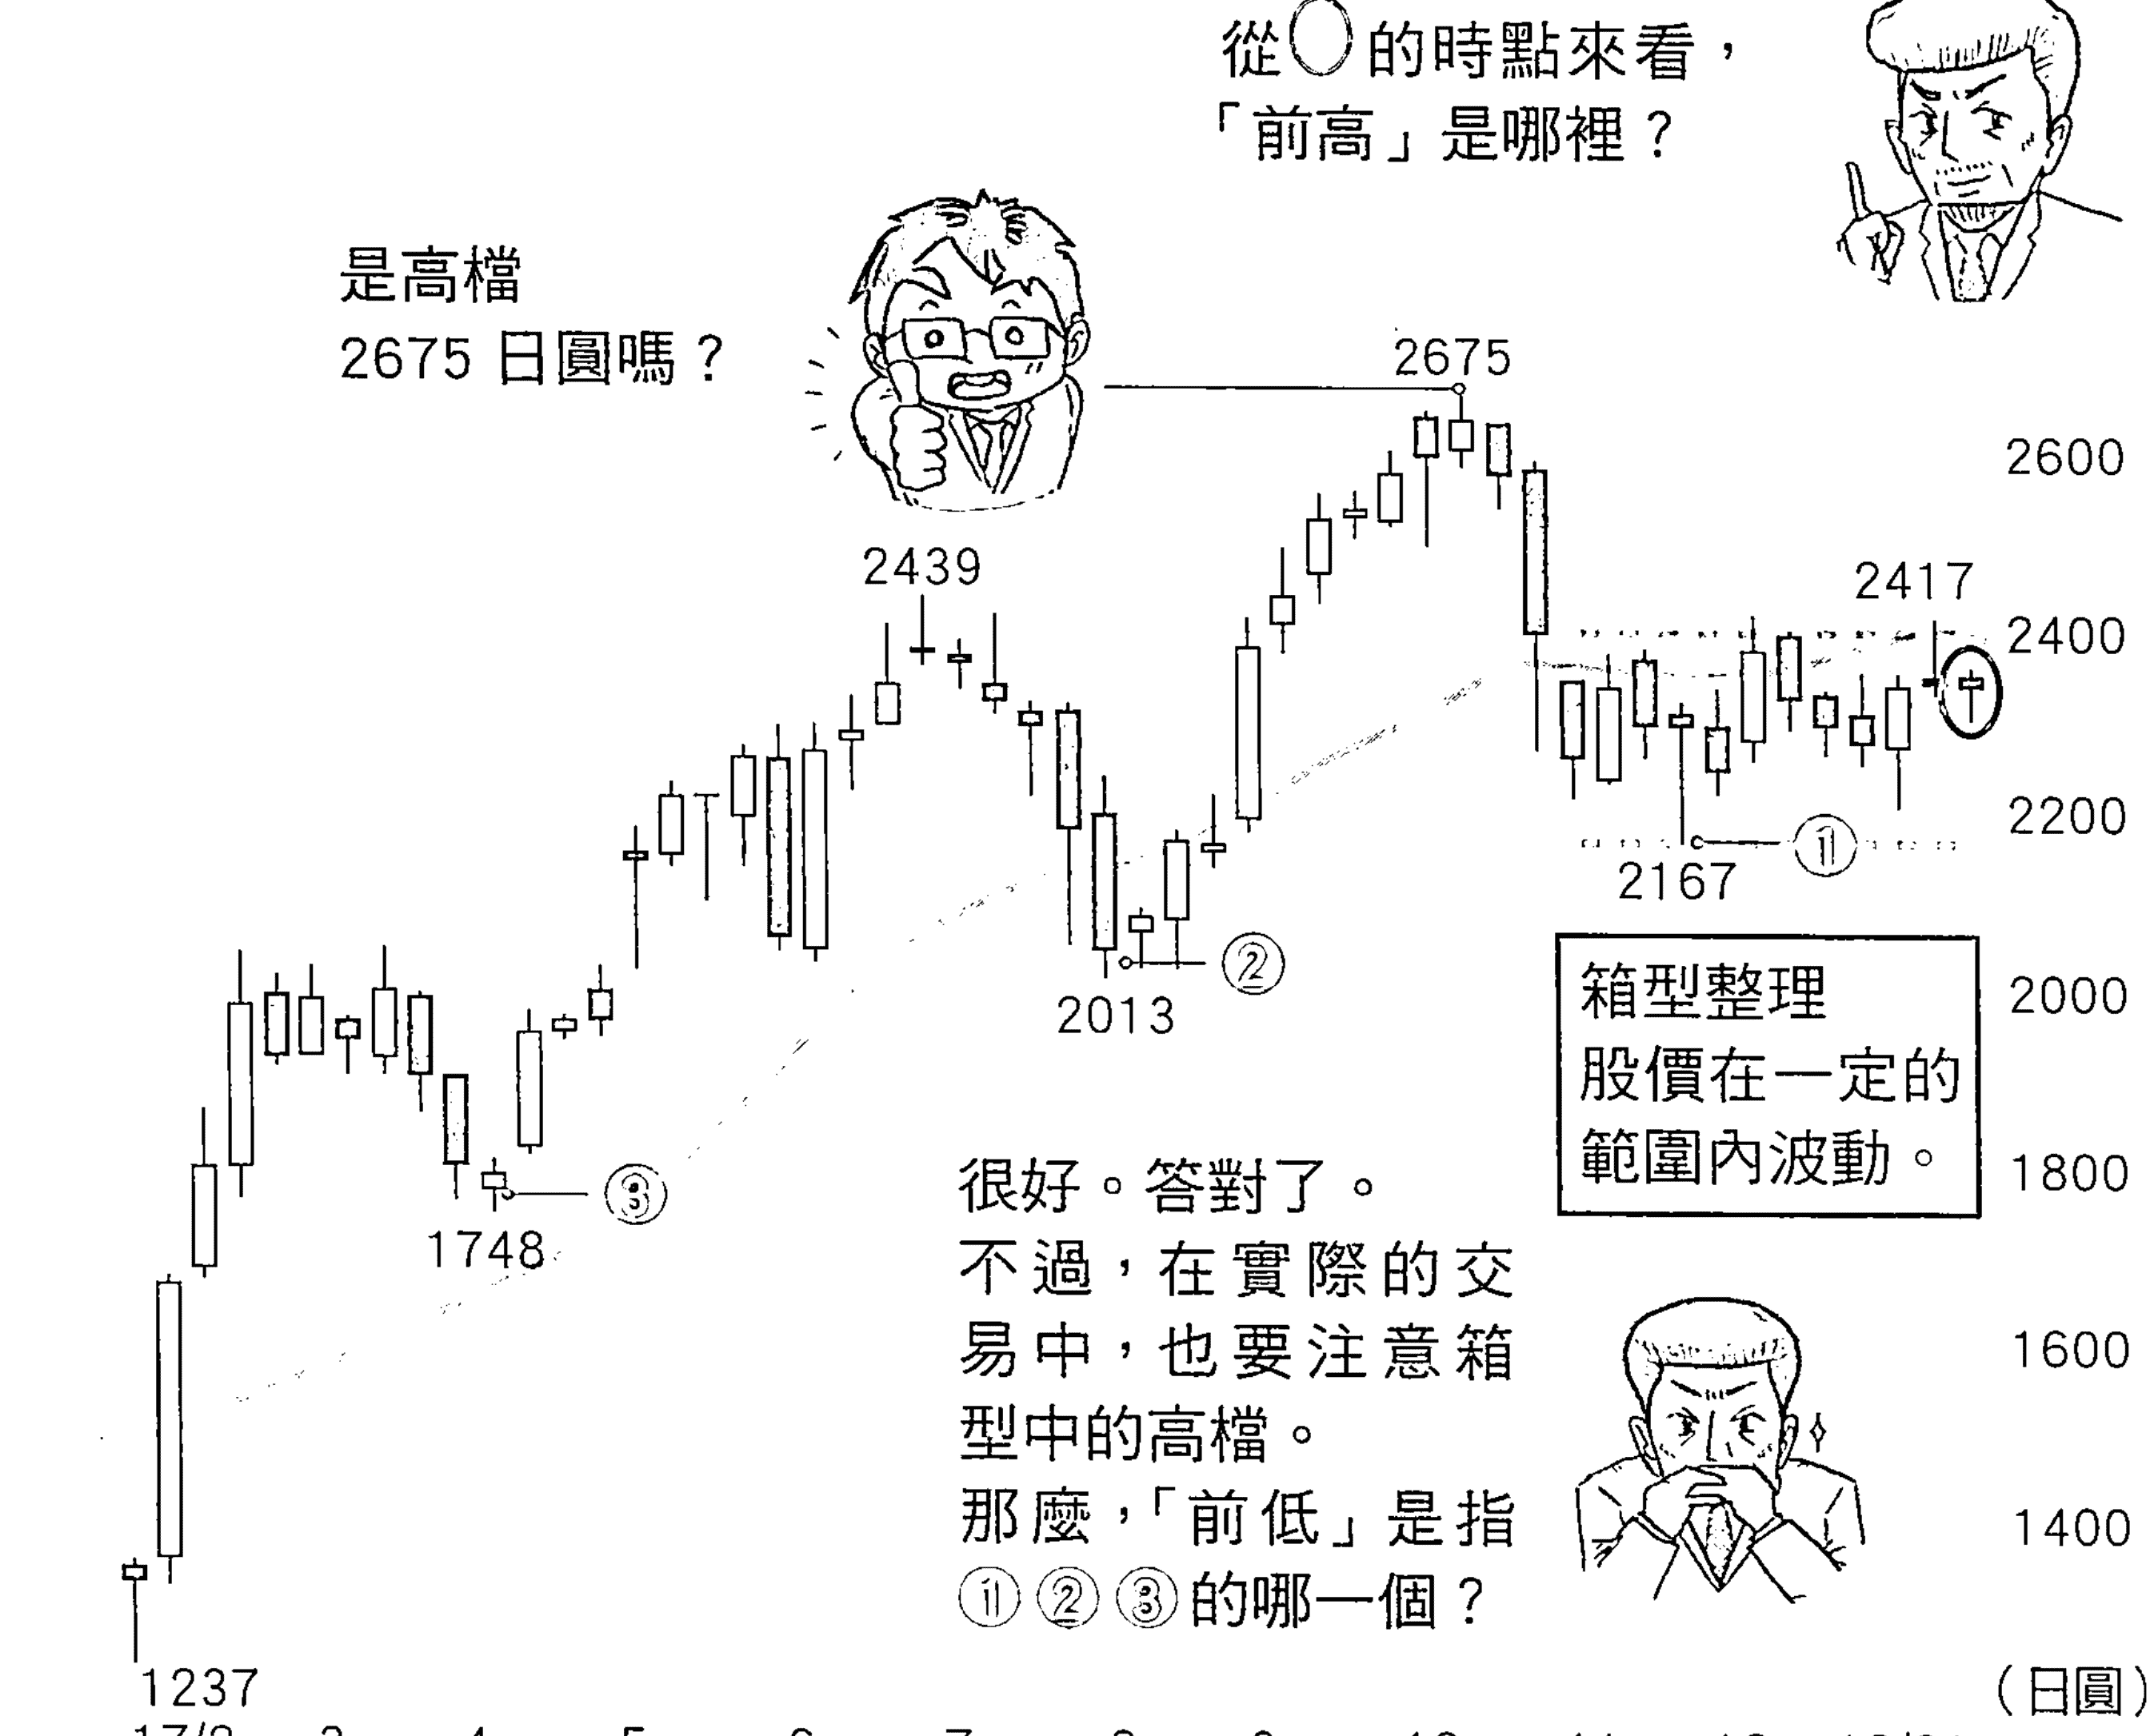 從○的時點來看，
「前高」是哪裡？
是高檔
2675 日圓嗎？
2675
2600
2439
2417
2400
2200
①
2167
②
2013
2000
箱型整理
股價在一定的
範圍內波動。
③
1748
1800
很好。答對了。
不過，在實際的交
易中，也要注意箱
型中的高檔。
那麼，「前低」是指
①②③的哪一個？
1600
1400
1237
（日圓）